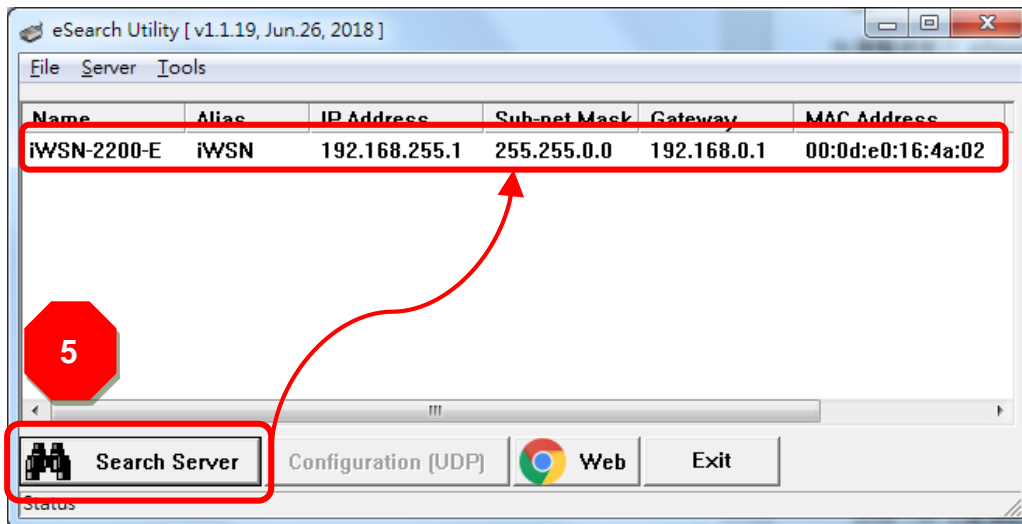 eSearch Utility [ v1.1.19, Jun.26, 2018 ]
File Server Tools
Name Alias IP Address Sub-net Mask Gateway MAC Address
iWSN-2200-E iWSN 192.168.255.1 255.255.0.0 192.168.0.1 00:0d:e0:16:4a:02
5
Search Server Configuration (UDP) Web Exit
Status